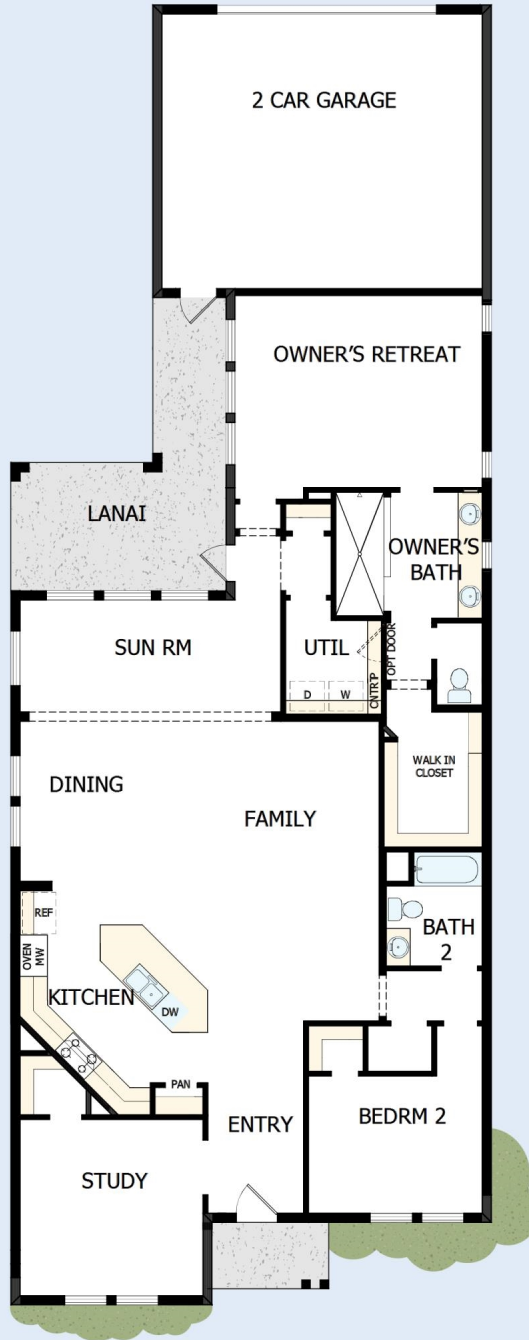 2 CAR GARAGE
OWNER'S RETREAT
LANAI
OWNER'S
BATH
SUN RM
UTIL
OPT DOOR
CNTR'P
D
W
WALK IN
CLOSET
DINING
FAMILY
REF
OVEN
MW
BATH
2
KITCHEN
DW
PAN
ENTRY
BEDRM 2
STUDY